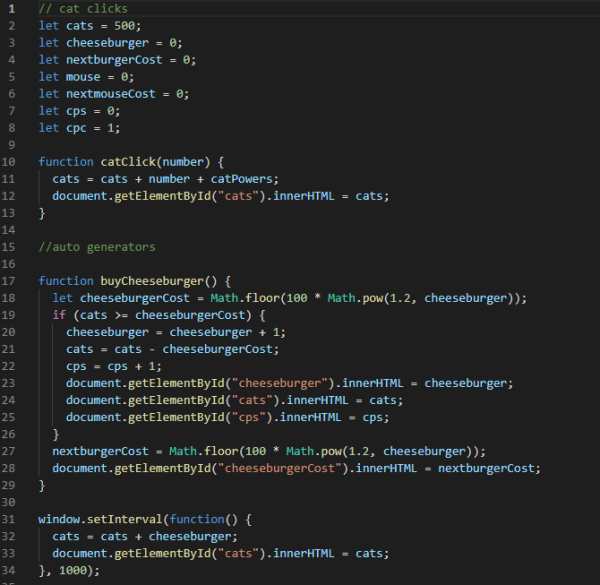 1 // cat clicks
2 let cats = 500;
3 let cheeseburger = 0;
4 let nextburgerCost = 0;
5 let mouse = 0;
6 let nextmouseCost = 0;
7 let cps = 0;
8 let cpc = 1;
9
10 function catClick(number) {
11   cats = cats + number + catPowers;
12   document.getElementById("cats").innerHTML = cats;
13 }
14
15 //auto generators
16
17 function buyCheeseburger() {
18   let cheeseburgerCost = Math.floor(100 * Math.pow(1.2, cheeseburger));
19   if (cats >= cheeseburgerCost) {
20     cheeseburger = cheeseburger + 1;
21     cats = cats - cheeseburgerCost;
22     cps = cps + 1;
23     document.getElementById("cheeseburger").innerHTML = cheeseburger;
24     document.getElementById("cats").innerHTML = cats;
25     document.getElementById("cps").innerHTML = cps;
26   }
27   nextburgerCost = Math.floor(100 * Math.pow(1.2, cheeseburger));
28   document.getElementById("cheeseburgerCost").innerHTML = nextburgerCost;
29 }
30
31 window.setInterval(function() {
32   cats = cats + cheeseburger;
33   document.getElementById("cats").innerHTML = cats;
34 }, 1000);